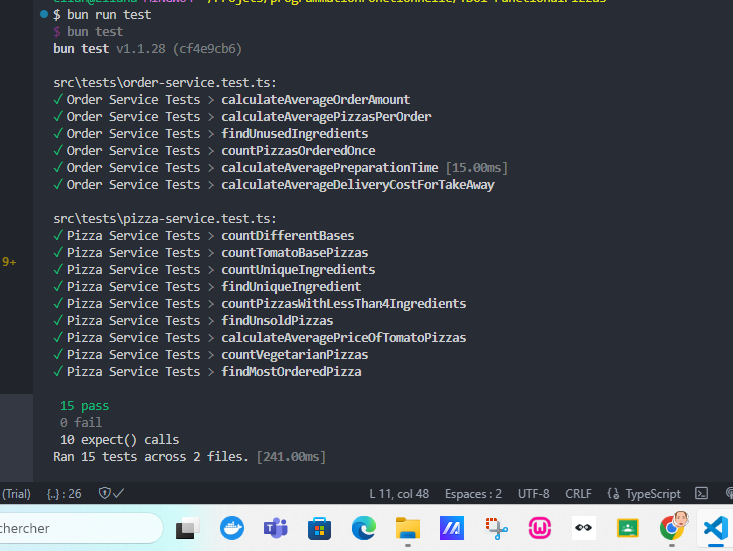 $ bun run test
$ bun test
bun test v1.1.28 (cf4e9cb6)
src\tests\order-service.test.ts:
✓ Order Service Tests > calculateAverageOrderAmount
✓ Order Service Tests > calculateAveragePizzasPerOrder
✓ Order Service Tests > findUnusedIngredients
✓ Order Service Tests > countPizzasOrderedOnce
✓ Order Service Tests > calculateAveragePreparationTime [15.00ms]
✓ Order Service Tests > calculateAverageDeliveryCostForTakeAway
src\tests\pizza-service.test.ts:
✓ Pizza Service Tests > countDifferentBases
✓ Pizza Service Tests > countTomatoBasePizzas
9+
✓ Pizza Service Tests > countUniqueIngredients
✓ Pizza Service Tests > findUniqueIngredient
✓ Pizza Service Tests > countPizzasWithLessThan4Ingredients
✓ Pizza Service Tests > findUnsoldPizzas
✓ Pizza Service Tests > calculateAveragePriceOfTomatoPizzas
✓ Pizza Service Tests > countVegetarianPizzas
✓ Pizza Service Tests > findMostOrderedPizza
15 pass
0 fail
10 expect() calls
Ran 15 tests across 2 files. [241.00ms]
(Trial) {..} : 26 L 11, col 48 Espaces : 2 UTF-8 CRLF TypeScript
chercher